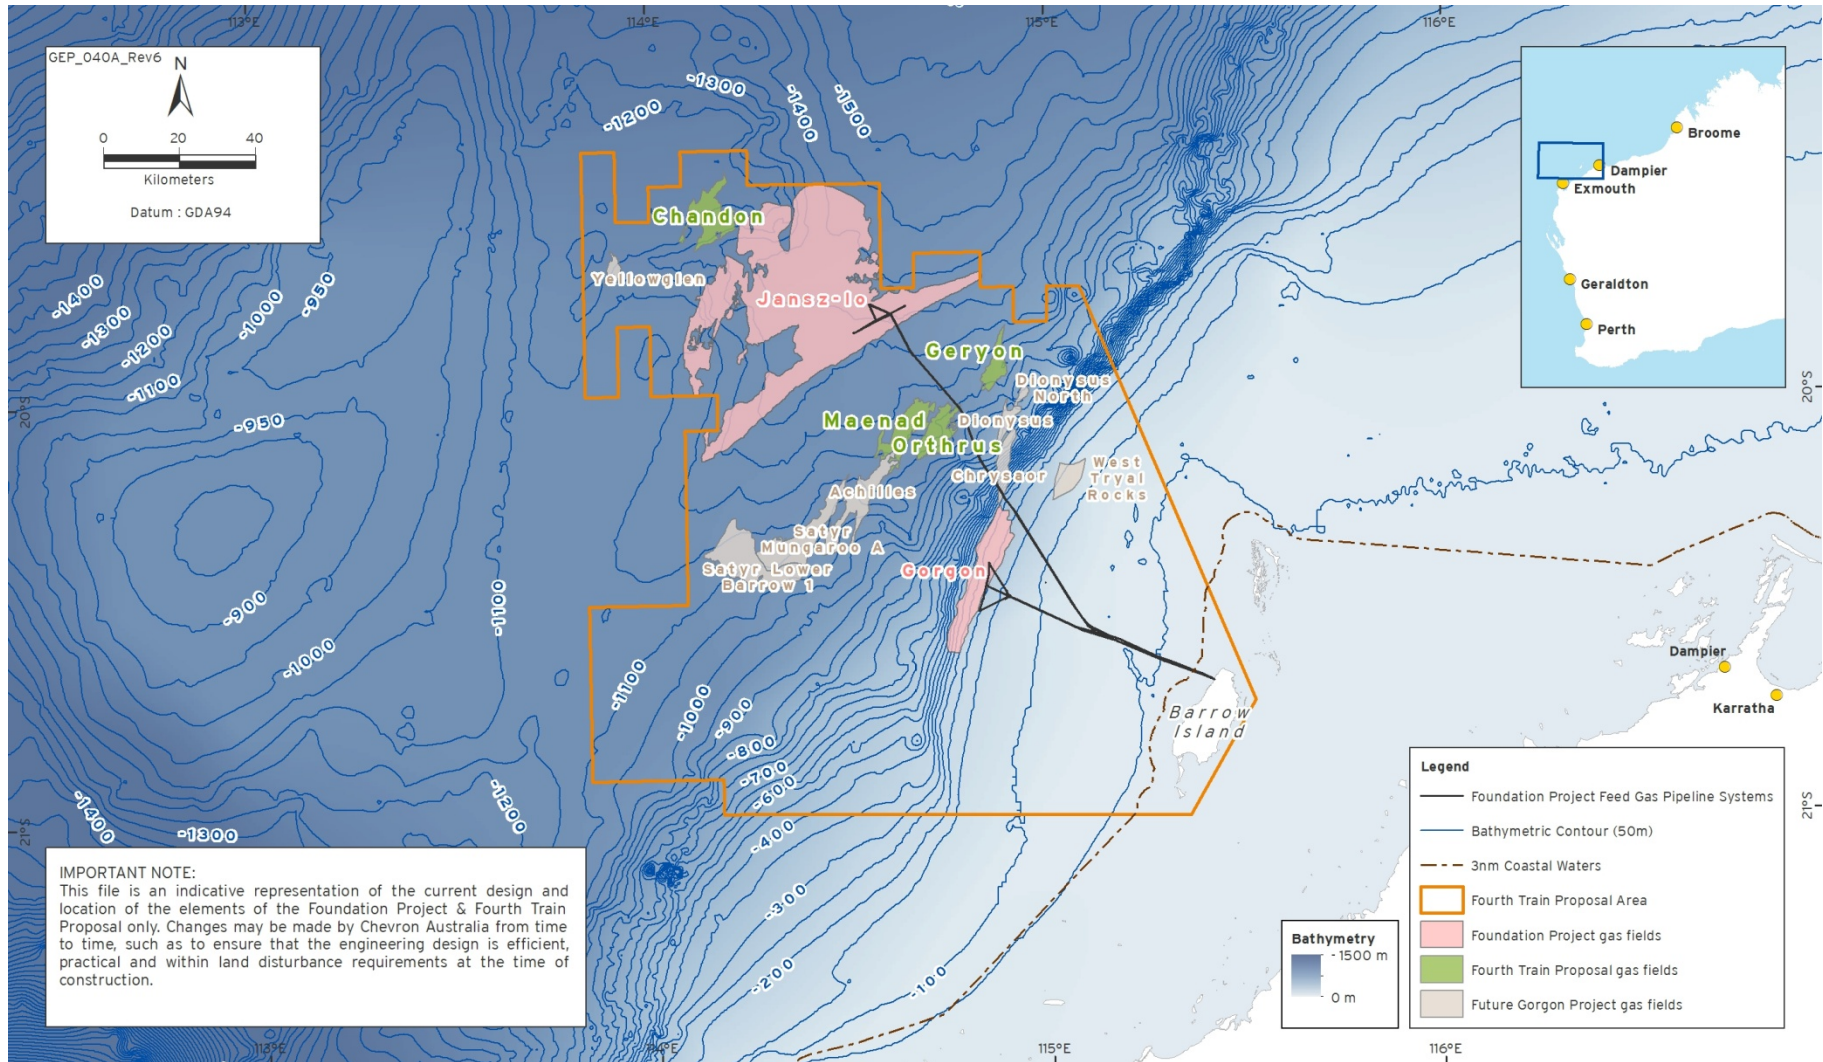 113°E
114°E
115°E
116°E
GEP_040A_Rev6
N
0 20 40
Kilometers
Datum : GDA94
-1300
-1200
-1400
-1500
Broome
Dampier
Exmouth
Geraldton
Perth
Chandon
Yellowglen
Jansz-Io
-1400
-1300
-1200
-1100
-1000
-950
Geryon
Dionysus
North
20°S
20°S
-950
Maenad
Dionysus
Orthrus
Chrysaor
West
Tryal
Rocks
Achilles
Satyr
Mungaroo A
Satyr Lower
Barrow 1
Gorgon
-900
-1100
-1000
-1100
-1000
-900
-800
-700
-600
-400
-300
-200
-100
Barrow
Island
Dampier
Karratha
21°S
21°S
-1400
-1300
-1200
IMPORTANT NOTE:
This file is an indicative representation of the current design and
location of the elements of the Foundation Project & Fourth Train
Proposal only. Changes may be made by Chevron Australia from time
to time, such as to ensure that the engineering design is efficient,
practical and within land disturbance requirements at the time of
construction.
Bathymetry
-1500 m
0 m
Legend
Foundation Project Feed Gas Pipeline Systems
Bathymetric Contour (50m)
3nm Coastal Waters
Fourth Train Proposal Area
Foundation Project gas fields
Fourth Train Proposal gas fields
Future Gorgon Project gas fields
113°E
114°E
115°E
116°E